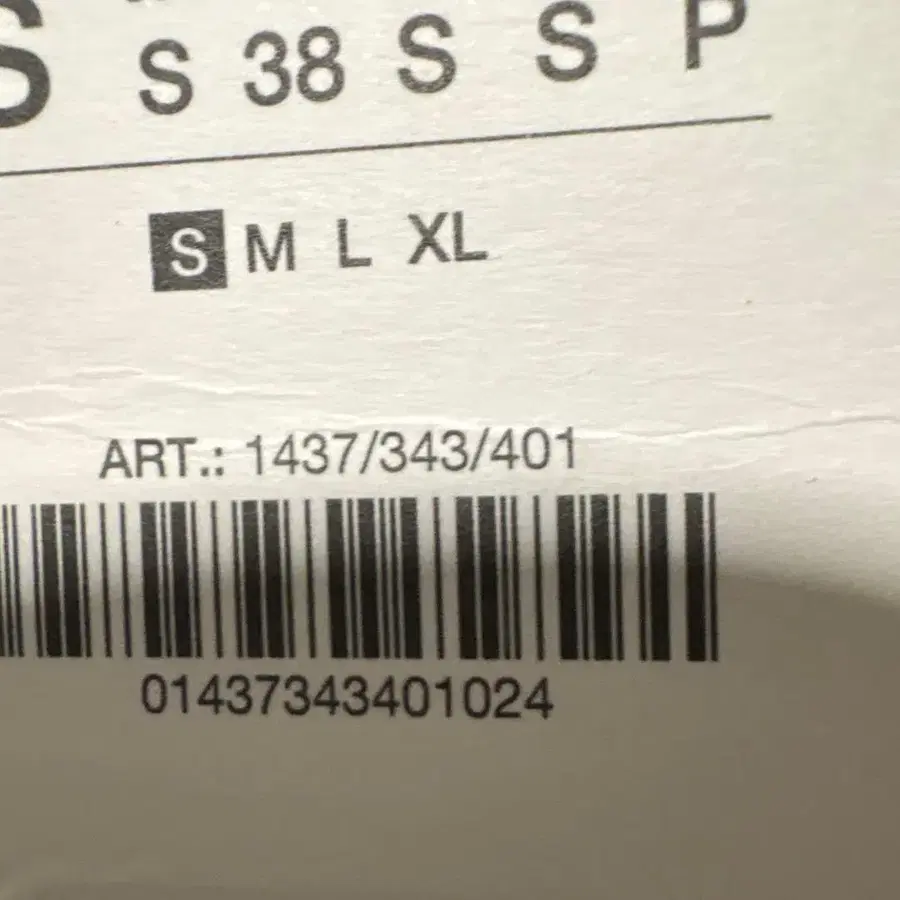 S S 38 S S P
S M L XL
ART.: 1437/343/401
01437343401024